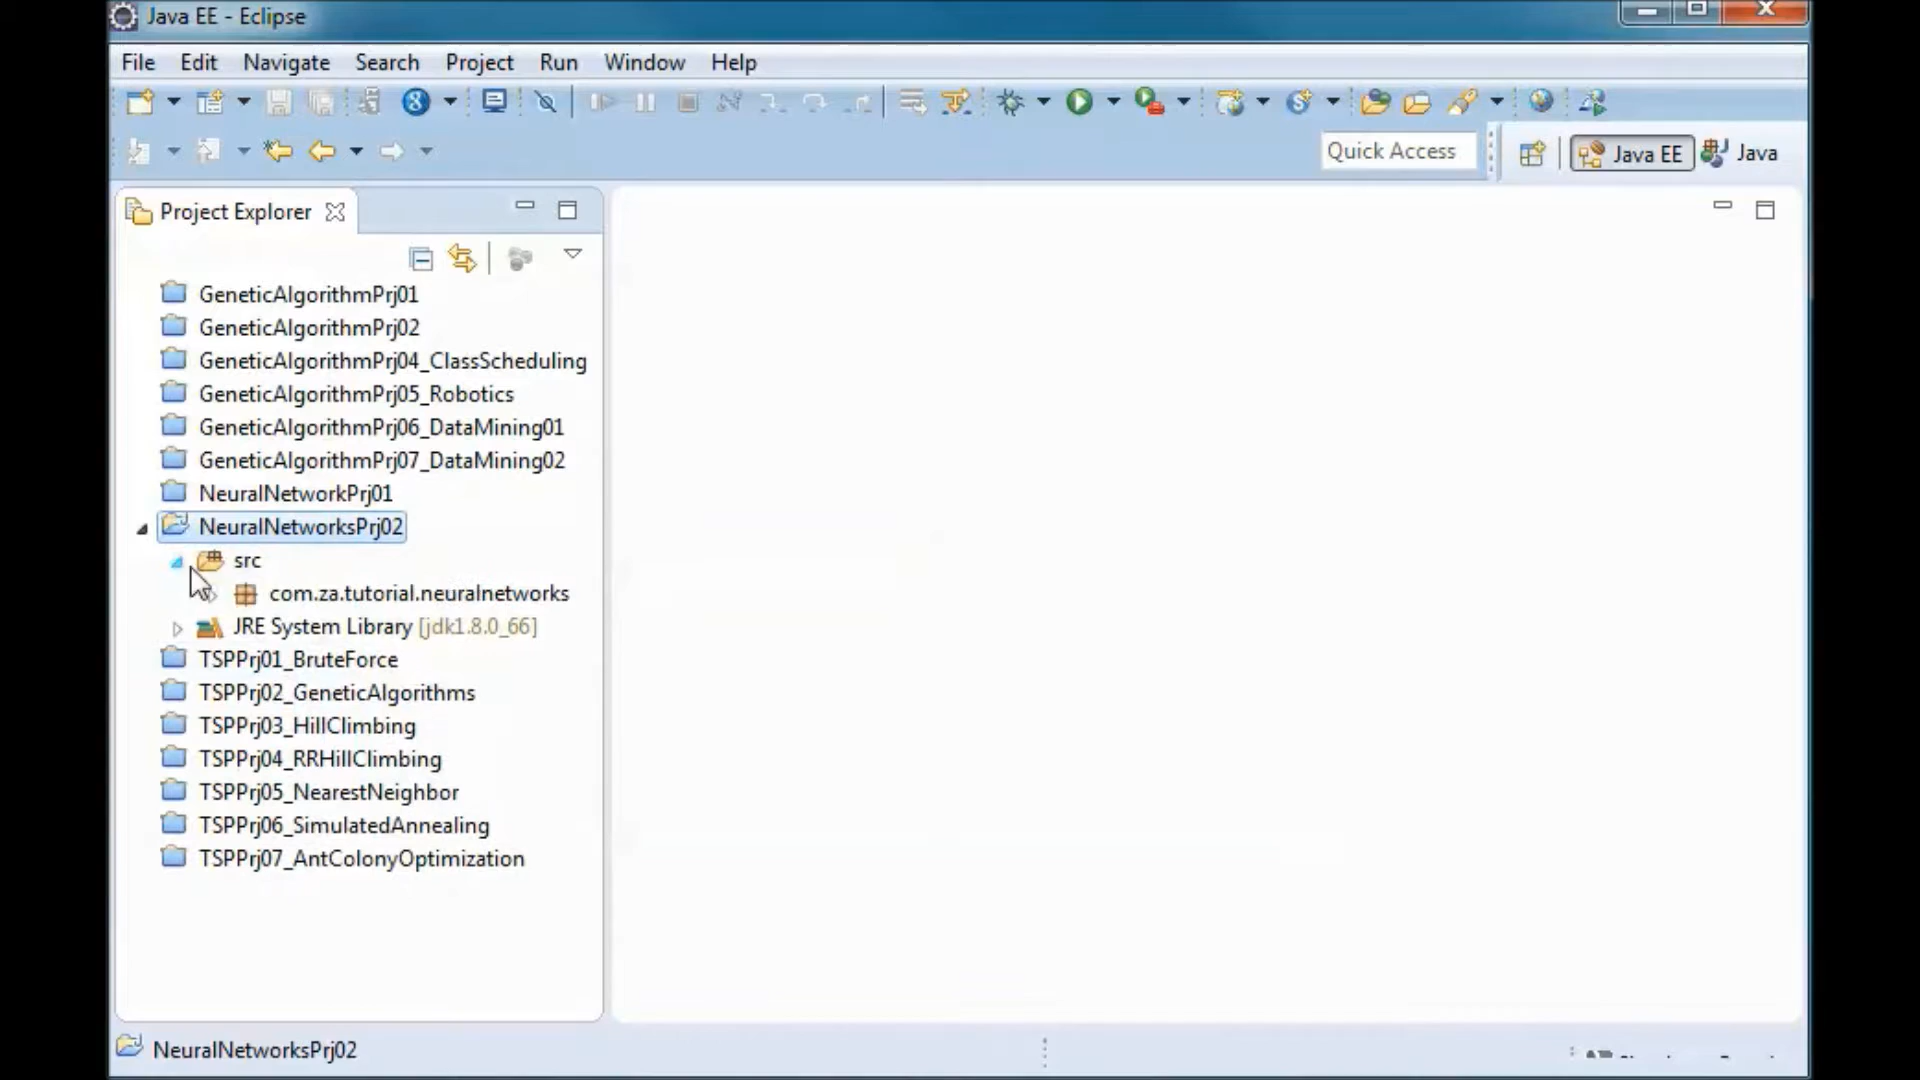 Java EE - Eclipse
File Edit Navigate Search Project Run Window Help
Quick Access
Java EE
Java
Project Explorer
GeneticAlgorithmPrj01
GeneticAlgorithmPrj02
GeneticAlgorithmPrj04_ClassScheduling
GeneticAlgorithmPrj05_Robotics
GeneticAlgorithmPrj06_DataMining01
GeneticAlgorithmPrj07_DataMining02
NeuralNetworkPrj01
NeuralNetworksPrj02
src
com.za.tutorial.neuralnetworks
JRE System Library [jdk1.8.0_66]
TSPPrj01_BruteForce
TSPPrj02_GeneticAlgorithms
TSPPrj03_HillClimbing
TSPPrj04_RRHillClimbing
TSPPrj05_NearestNeighbor
TSPPrj06_SimulatedAnnealing
TSPPrj07_AntColonyOptimization
NeuralNetworksPrj02